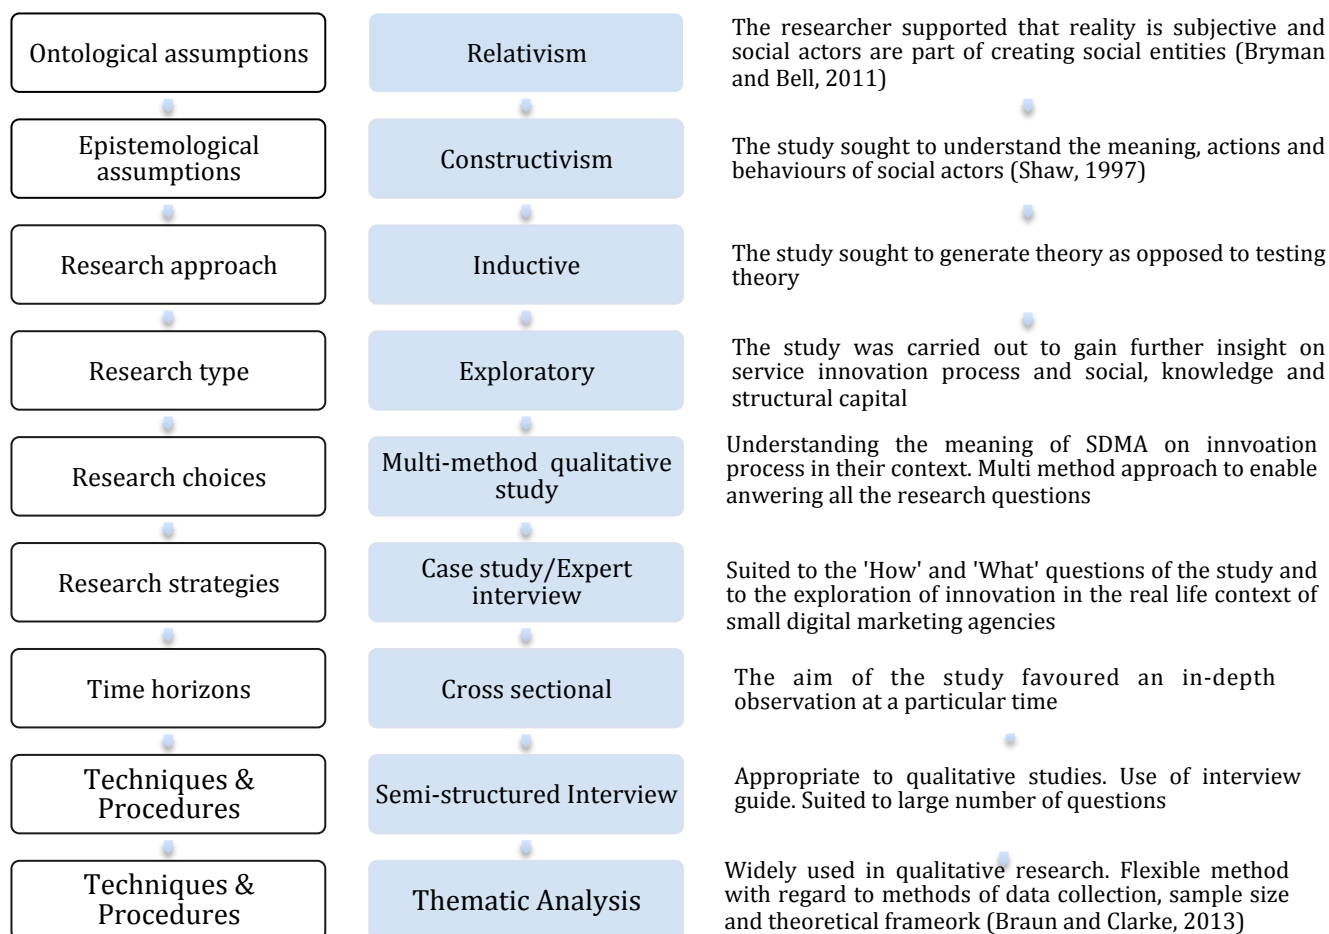 Ontological assumptions
Relativism
The researcher supported that reality is subjective and
social actors are part of creating social entities (Bryman
and Bell, 2011)
Epistemological
assumptions
Constructivism
The study sought to understand the meaning, actions and
behaviours of social actors (Shaw, 1997)
Research approach
Inductive
The study sought to generate theory as opposed to testing
theory
Research type
Exploratory
The study was carried out to gain further insight on
service innovation process and social, knowledge and
structural capital
Research choices
Multi-method qualitative
study
Understanding the meaning of SDMA on innvoation
process in their context. Multi method approach to enable
anwering all the research questions
Research strategies
Case study/Expert
interview
Suited to the 'How' and 'What' questions of the study and
to the exploration of innovation in the real life context of
small digital marketing agencies
Time horizons
Cross sectional
The aim of the study favoured an in-depth
observation at a particular time
Techniques &
Procedures
Semi-structured Interview
Appropriate to qualitative studies. Use of interview
guide. Suited to large number of questions
Techniques &
Procedures
Thematic Analysis
Widely used in qualitative research. Flexible method
with regard to methods of data collection, sample size
and theoretical frameork (Braun and Clarke, 2013)